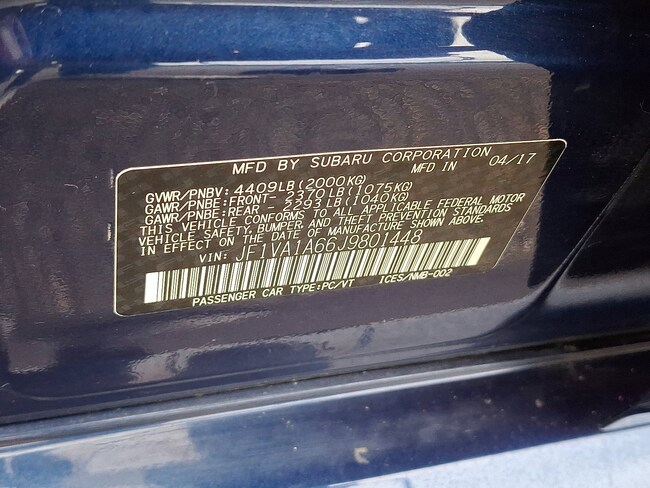 MFD BY SUBARU CORPORATION
MFD IN 04/17
GVWR/PNBV: 4409LB(2000KG)
GAWR/PNBE:FRONT- 2370LB(1075KG)
GAWR/PNBE:REAR - 2293LB(1040KG)
THIS VEHICLE CONFORMS TO ALL APPLICABLE FEDERAL MOTOR
VEHICLE SAFETY, BUMPER, AND THEFT PREVENTION STANDARDS
IN EFFECT ON THE DATE OF MANUFACTURE SHOWN ABOVE.
VIN: JF1VA1A66J9801448
PASSENGER CAR TYPE:PC/VT ICES/NMB-002